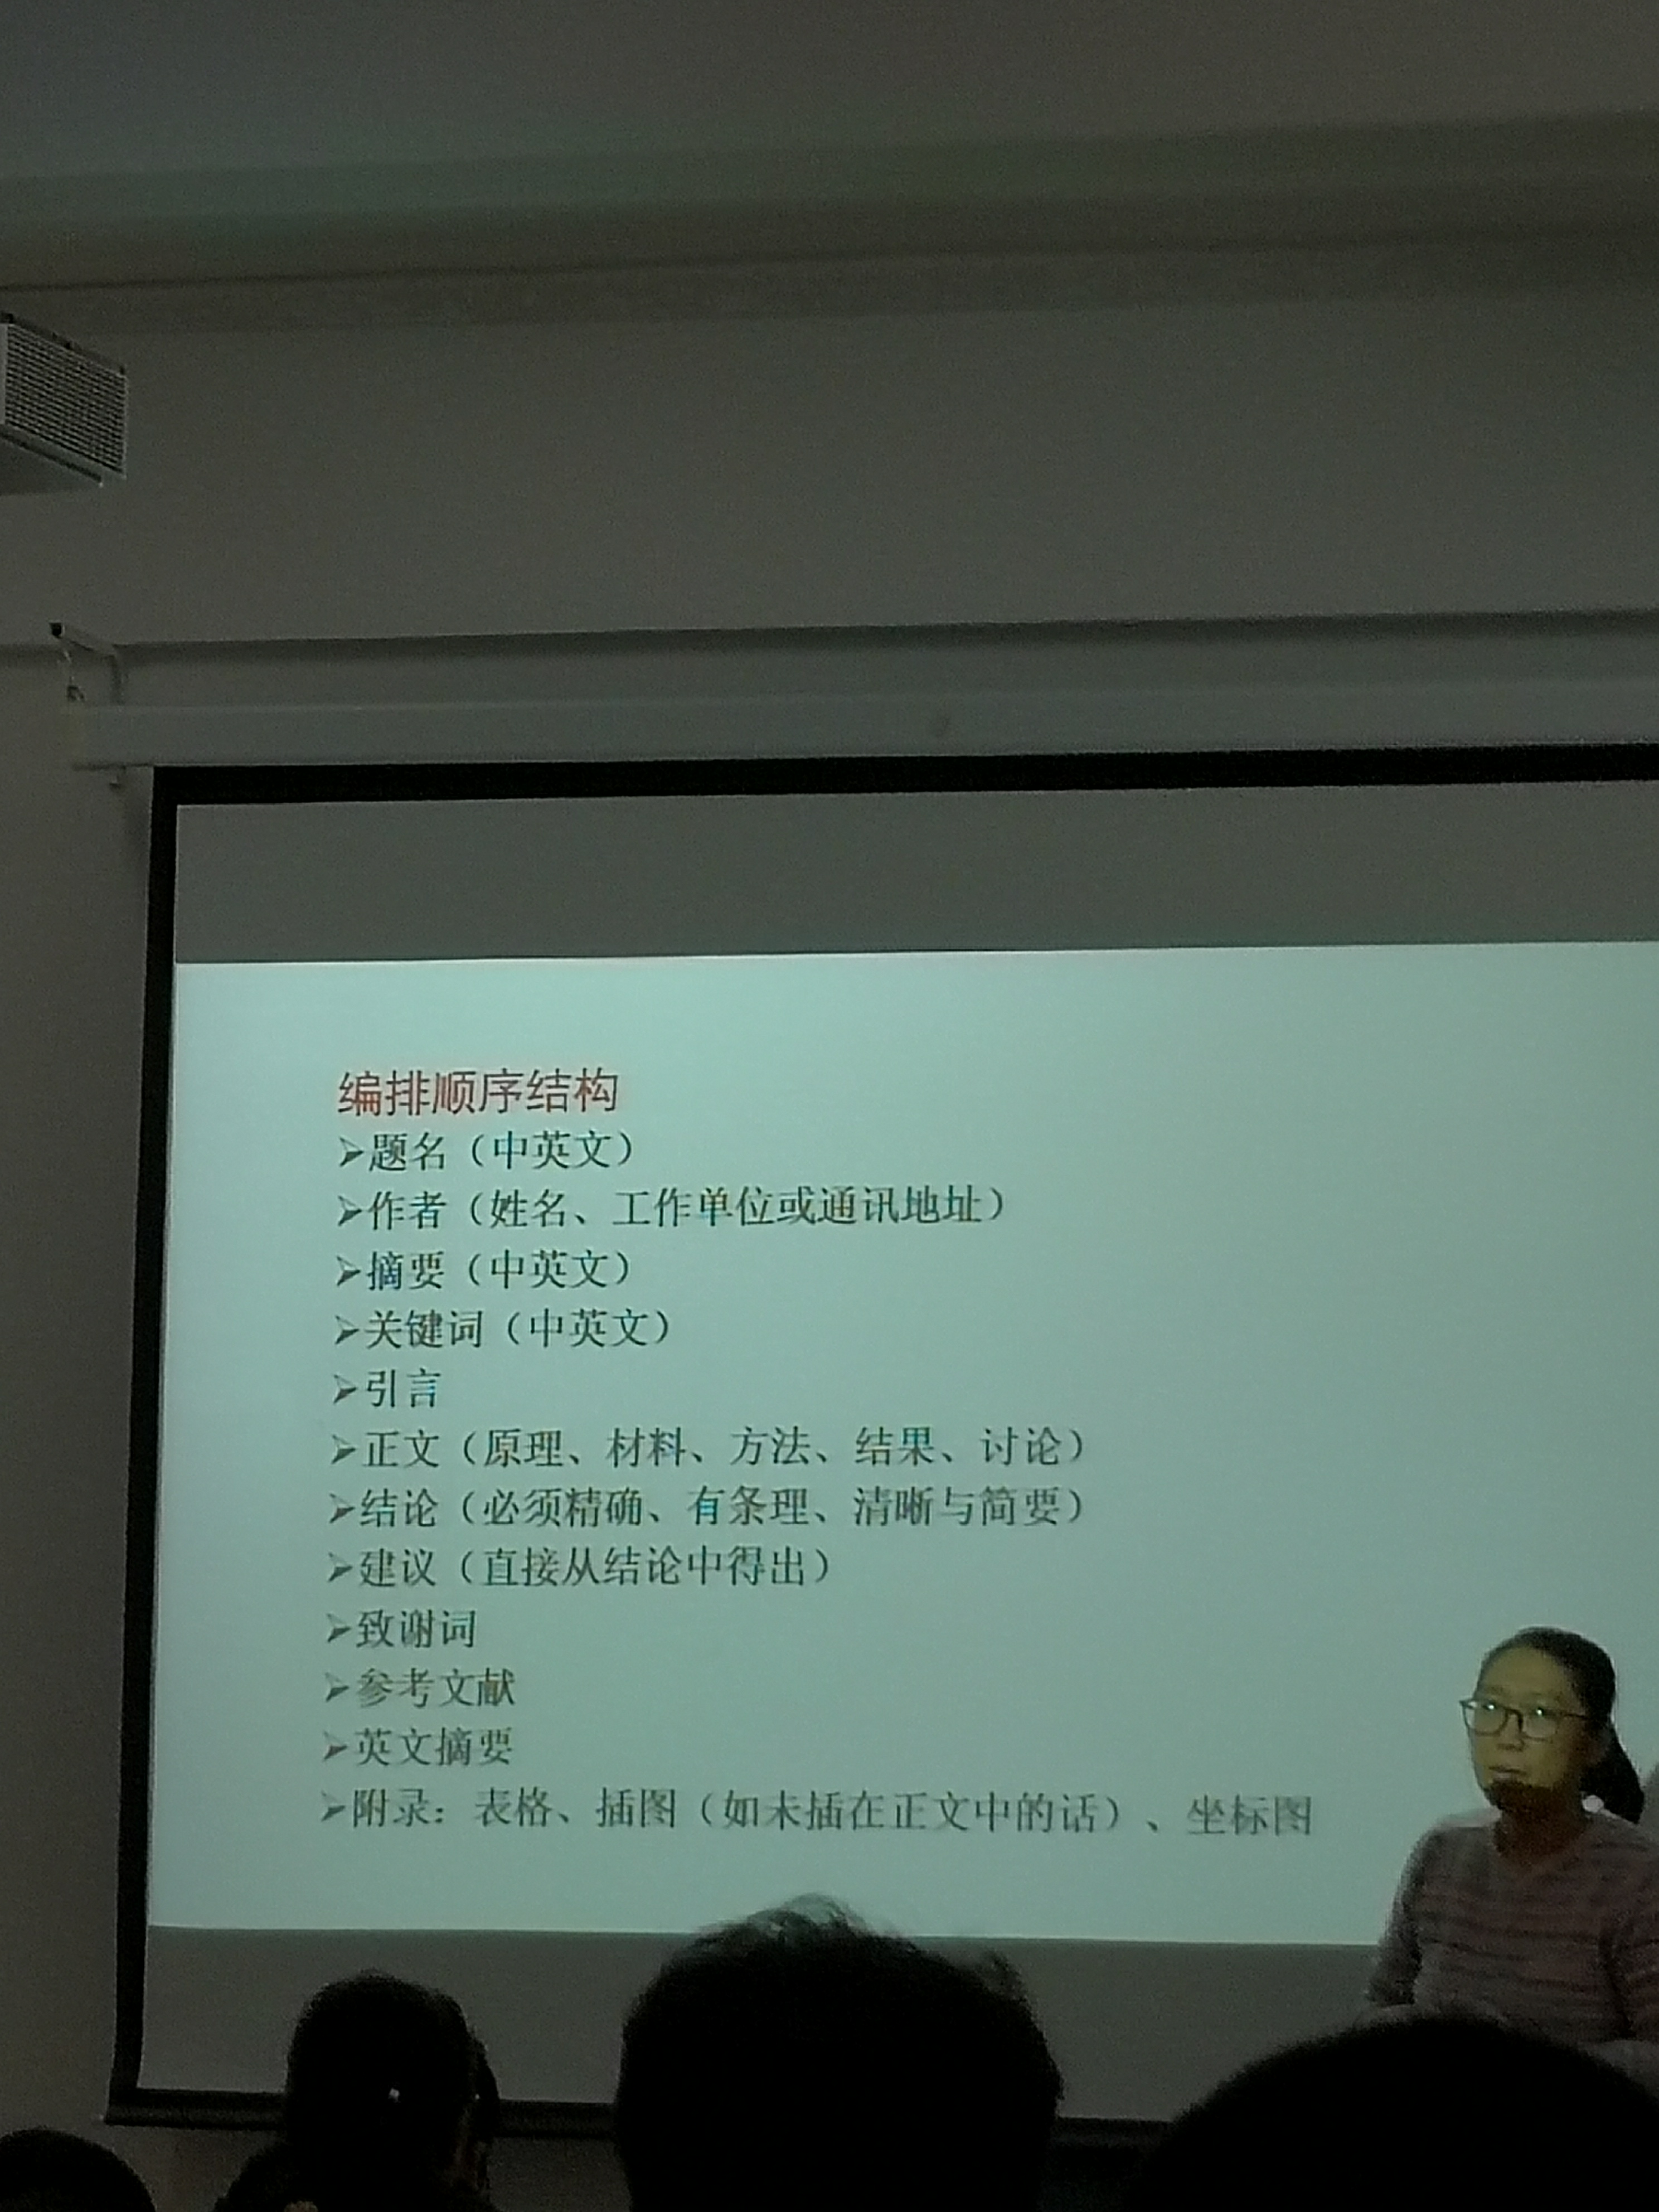 编排顺序结构
➢题名（中英文）
➢作者（姓名、工作单位或通讯地址）
➢摘要（中英文）
➢关键词（中英文）
➢引言
➢正文（原理、材料、方法、结果、讨论）
➢结论（必须精确、有条理、清晰与简要）
➢建议（直接从结论中得出）
➢致谢词
➢参考文献
➢英文摘要
➢附录：表格、插图（如未插在正文中的话）、坐标图